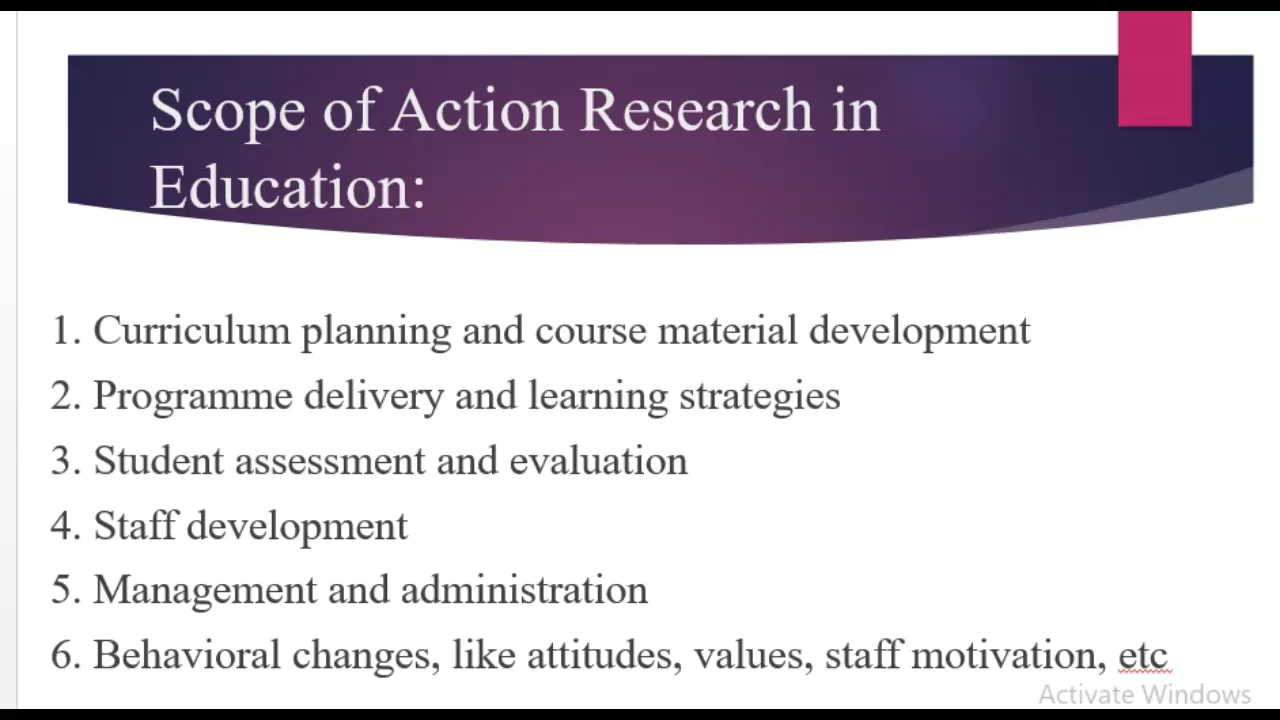 Scope of Action Research in
Education:
1. Curriculum planning and course material development
2. Programme delivery and learning strategies
3. Student assessment and evaluation
4. Staff development
5. Management and administration
6. Behavioral changes, like attitudes, values, staff motivation, etc
Activate Windows